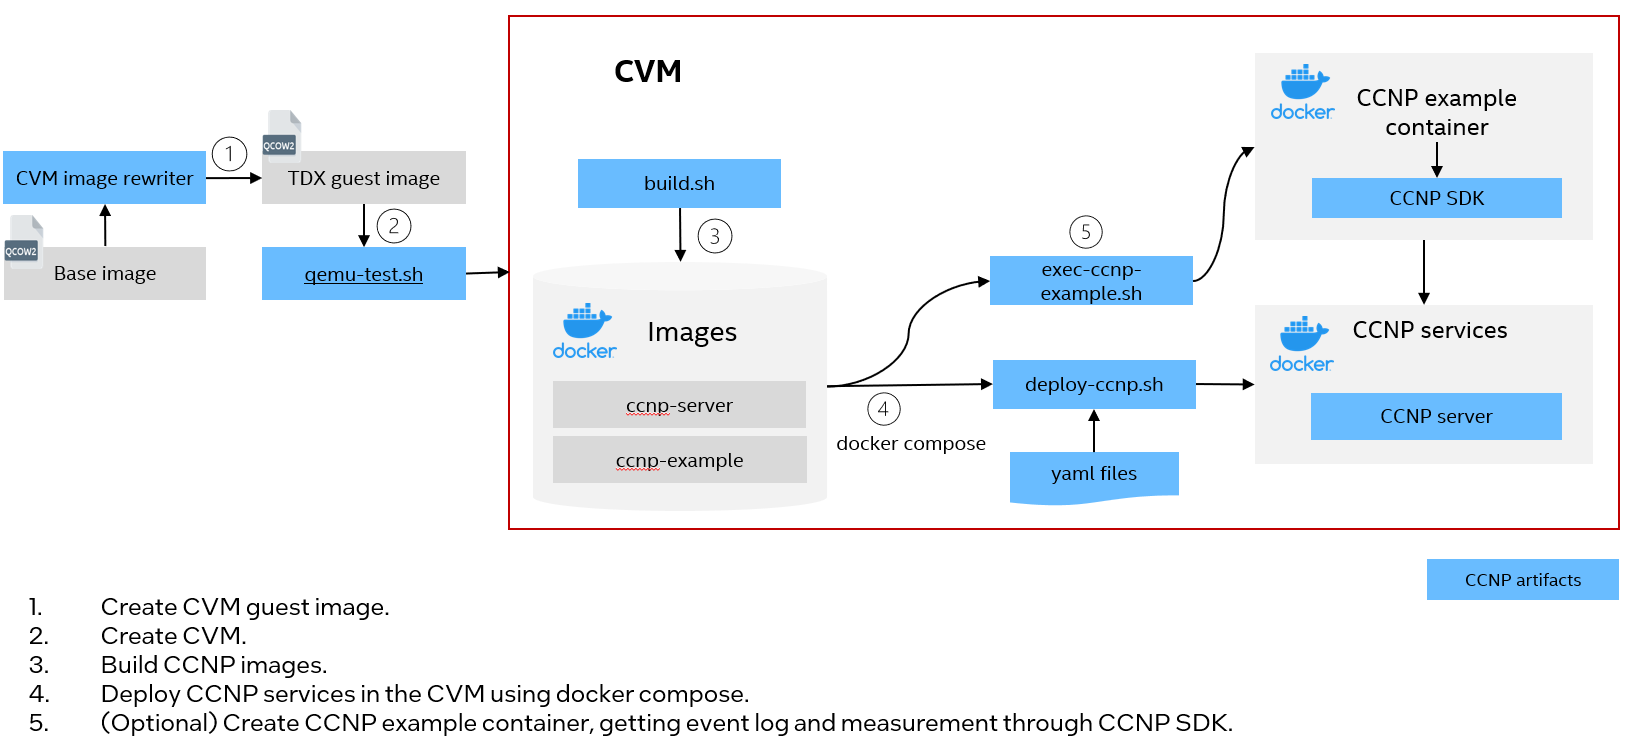 CVM
docker
CCNP example
container
QCOW2
1
CVM image rewriter
TDX guest image
build.sh
CCNP SDK
2
3
5
QCOW2
Base image
qemu-test.sh
exec-ccnp-
example.sh
docker
Images
docker
CCNP services
ccnp-server
4
deploy-ccnp.sh
CCNP server
docker compose
ccnp-example
yaml files
CCNP artifacts
1. Create CVM guest image.
2. Create CVM.
3. Build CCNP images.
4. Deploy CCNP services in the CVM using docker compose.
5. (Optional) Create CCNP example container, getting event log and measurement through CCNP SDK.